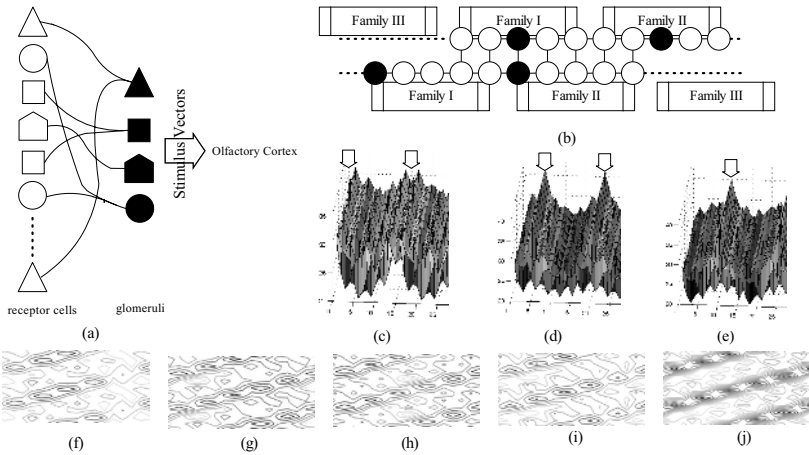 Stimulus Vectors
Olfactory Cortex
receptor cells
glomeruli
(a)
Family III
Family I
Family II
Family I
Family II
Family III
(b)
(c)
(d)
(e)
(f)
(g)
(h)
(i)
(j)